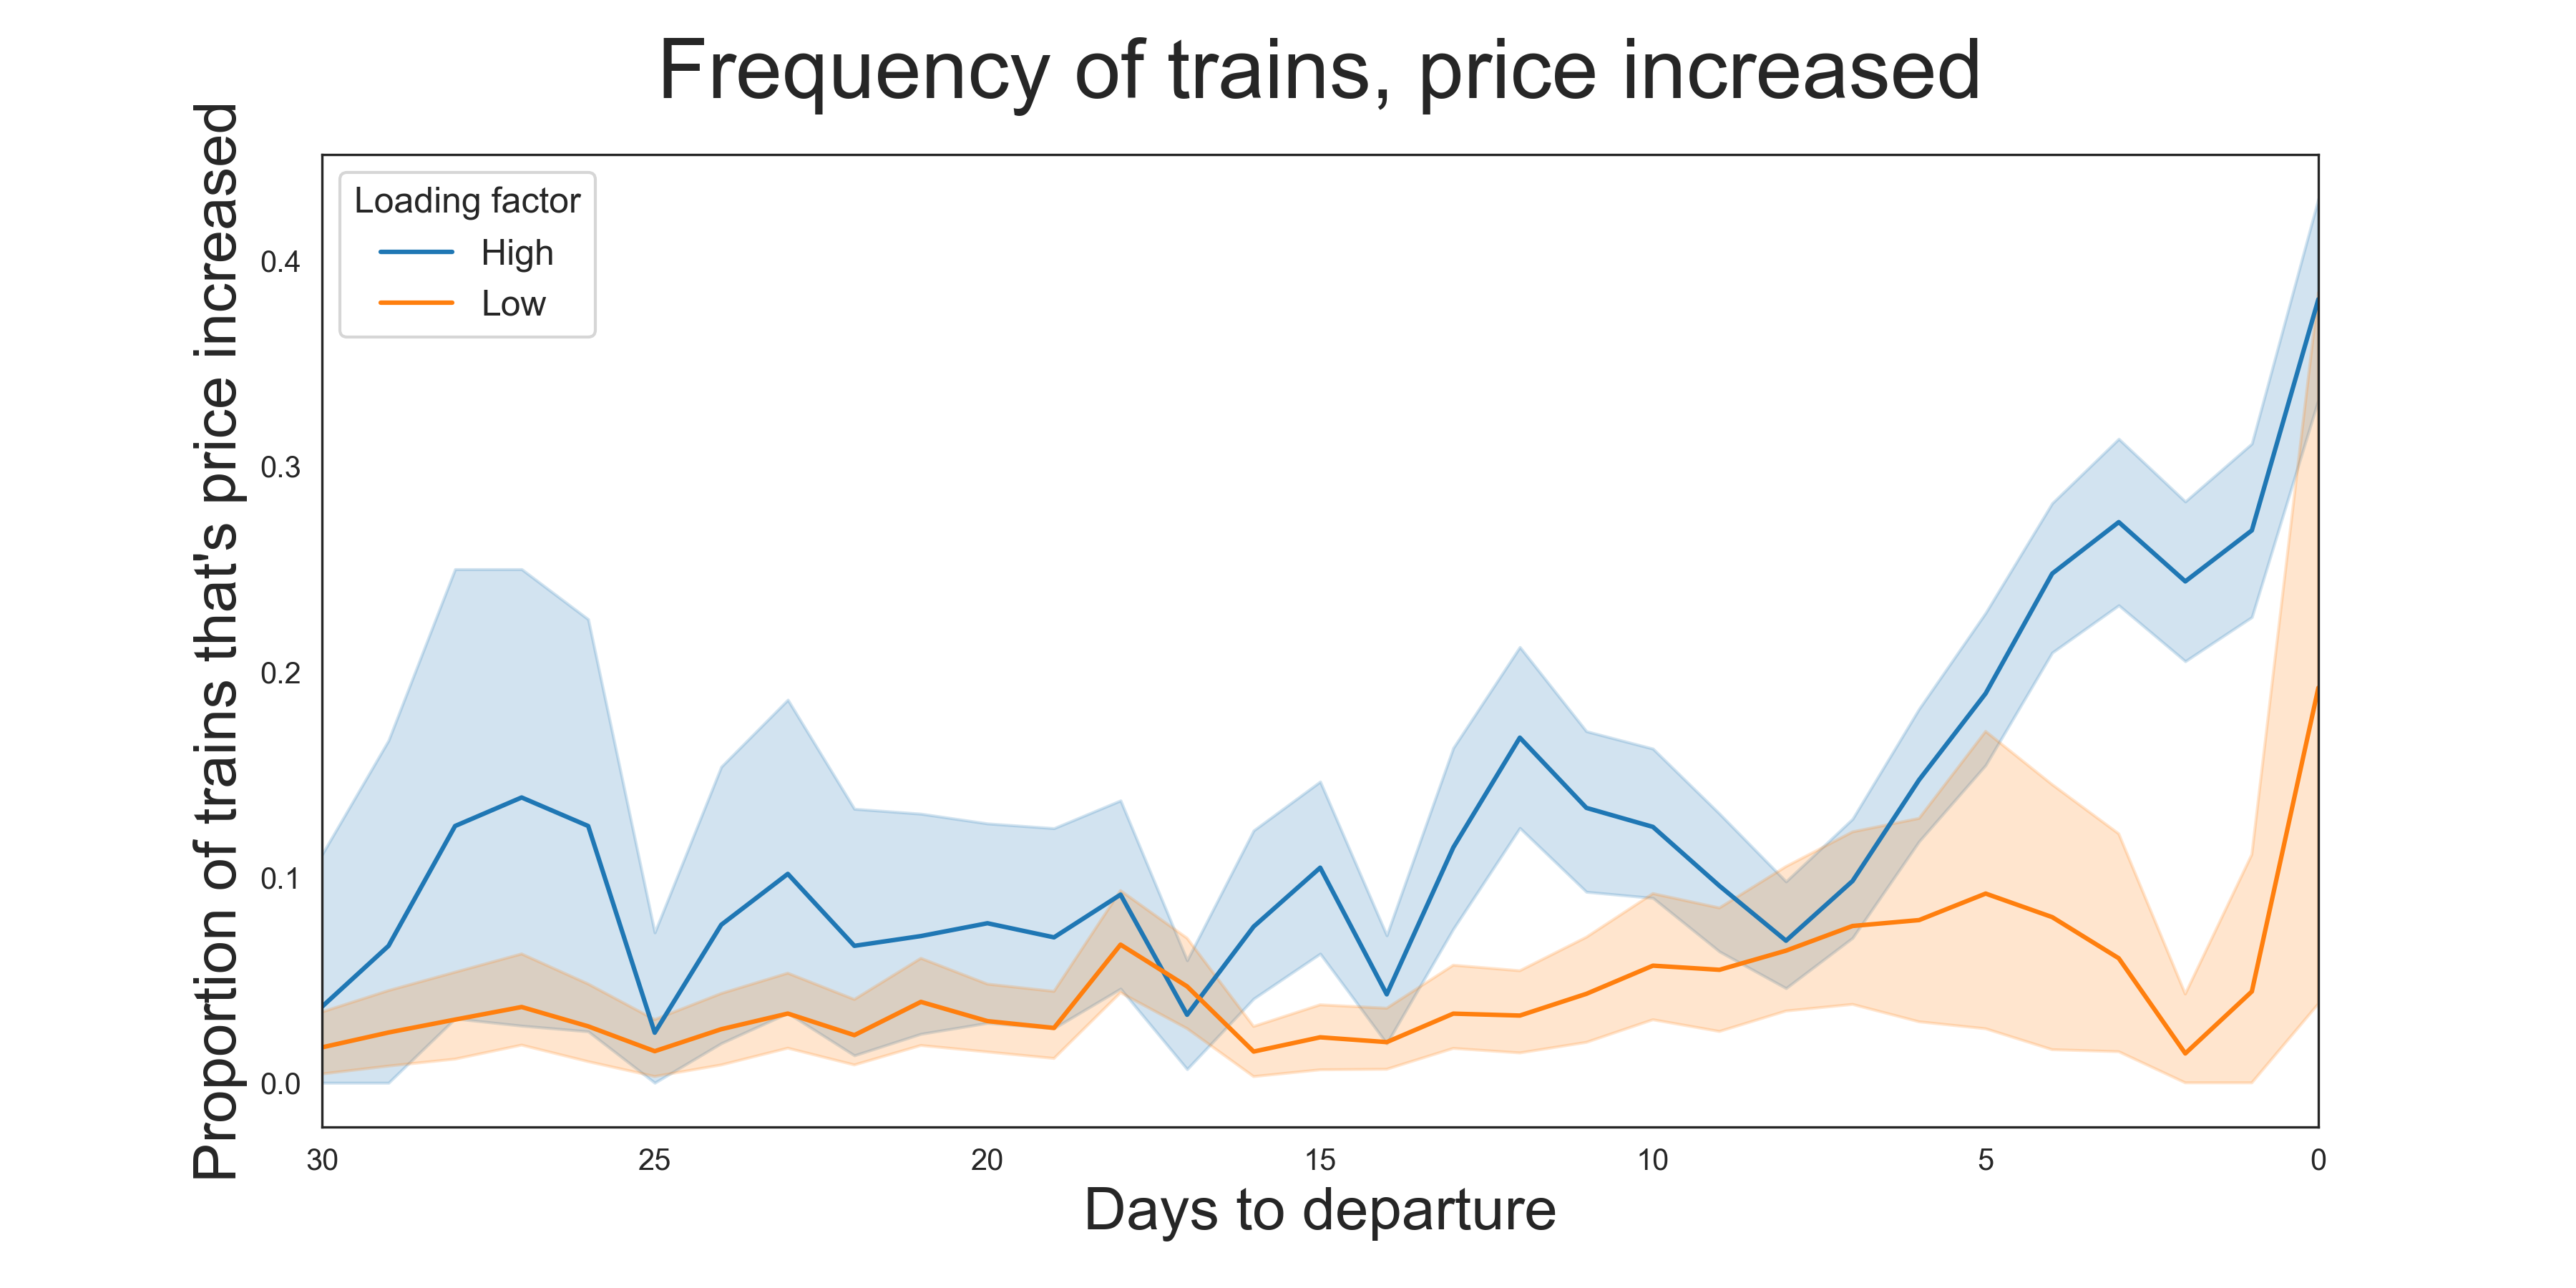 Frequency of trains, price increased
Proportion of trains that's price increased
Loading factor
High
Low
0.4
0.3
0.2
0.1
0.0
30 25 20 15 10 5 0
Days to departure